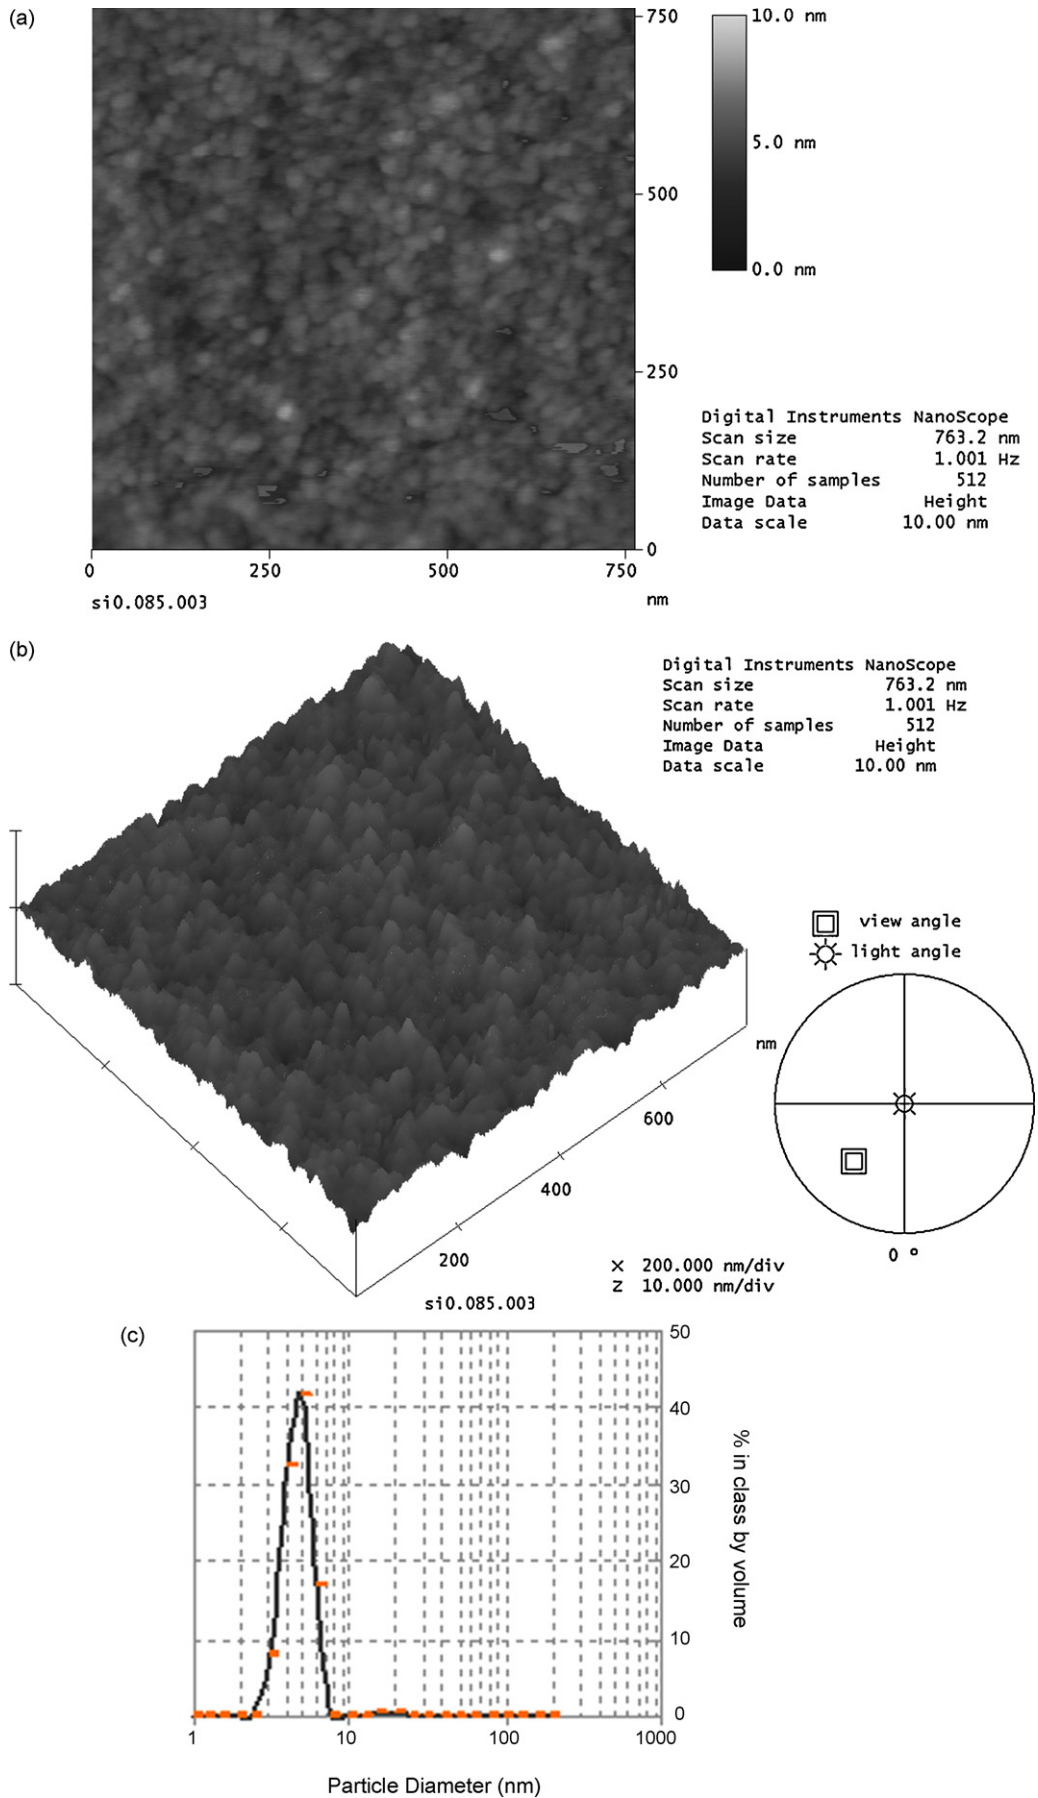 (a)
750
500
250
0
0
250
500
750
nm
si0.085.003
10.0 nm
5.0 nm
0.0 nm
Digital Instruments NanoScope
Scan size 763.2 nm
Scan rate 1.001 Hz
Number of samples 512
Image Data Height
Data scale 10.00 nm
(b)
Digital Instruments NanoScope
Scan size 763.2 nm
Scan rate 1.001 Hz
Number of samples 512
Image Data Height
Data scale 10.00 nm
view angle
light angle
nm
600
400
200
0 °
X 200.000 nm/div
Z 10.000 nm/div
si0.085.003
(c)
50
40
30
20
10
0
% in class by volume
1
10
100
1000
Particle Diameter (nm)